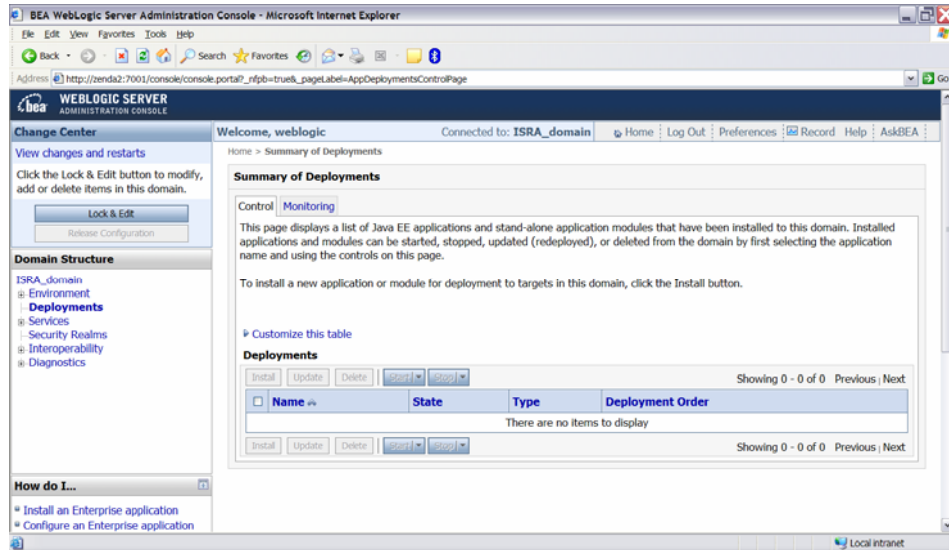 BEA WebLogic Server Administration Console - Microsoft Internet Explorer
File Edit View Favorites Tools Help
Back Search Favorites
Address http://zenda2:7001/console/console.portal?_nfpb=true&_pageLabel=AppDeploymentsControlPage Go
bea WEBLOGIC SERVER
ADMINISTRATION CONSOLE
Change Center
View changes and restarts
Click the Lock & Edit button to modify,
add or delete items in this domain.
Lock & Edit
Release Configuration
Domain Structure
ISRA_domain
Environment
Deployments
Services
Security Realms
Interoperability
Diagnostics
How do I...
Install an Enterprise application
Configure an Enterprise application
Welcome, weblogic Connected to: ISRA_domain Home Log Out Preferences Record Help AskBEA
Home > Summary of Deployments
Summary of Deployments
Control Monitoring
This page displays a list of Java EE applications and stand-alone application modules that have been installed to this domain. Installed
applications and modules can be started, stopped, updated (redeployed), or deleted from the domain by first selecting the application
name and using the controls on this page.
To install a new application or module for deployment to targets in this domain, click the Install button.
Customize this table
Deployments
Install Update Delete Start Stop Showing 0 - 0 of 0 Previous | Next
Name State Type Deployment Order
There are no items to display
Install Update Delete Start Stop Showing 0 - 0 of 0 Previous | Next
Local intranet